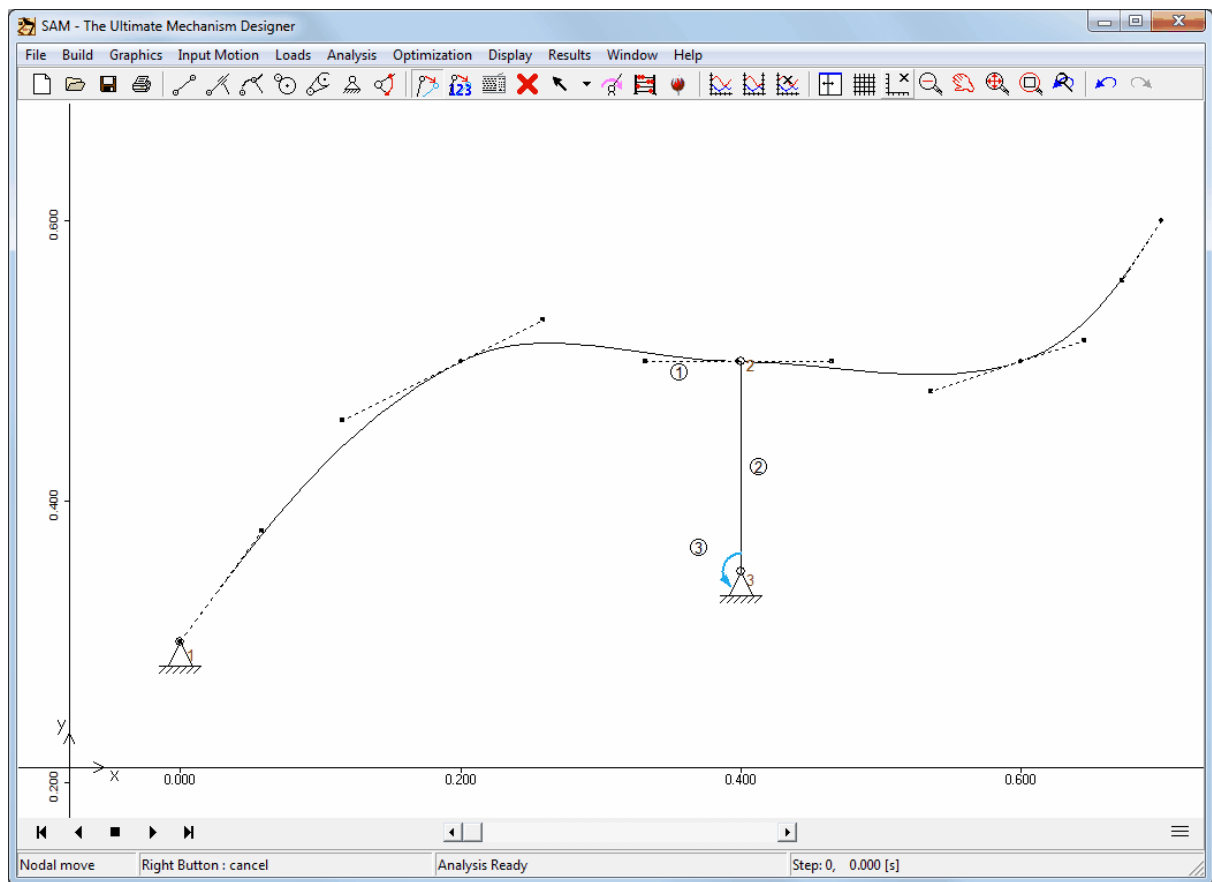 SAM - The Ultimate Mechanism Designer
File Build Graphics Input Motion Loads Analysis Optimization Display Results Window Help
123
0.600
2
1
2
0.400
3
3
1
y
x
0.200
0.000 0.200 0.400 0.600
Nodal move Right Button : cancel Analysis Ready Step: 0, 0.000 [s]